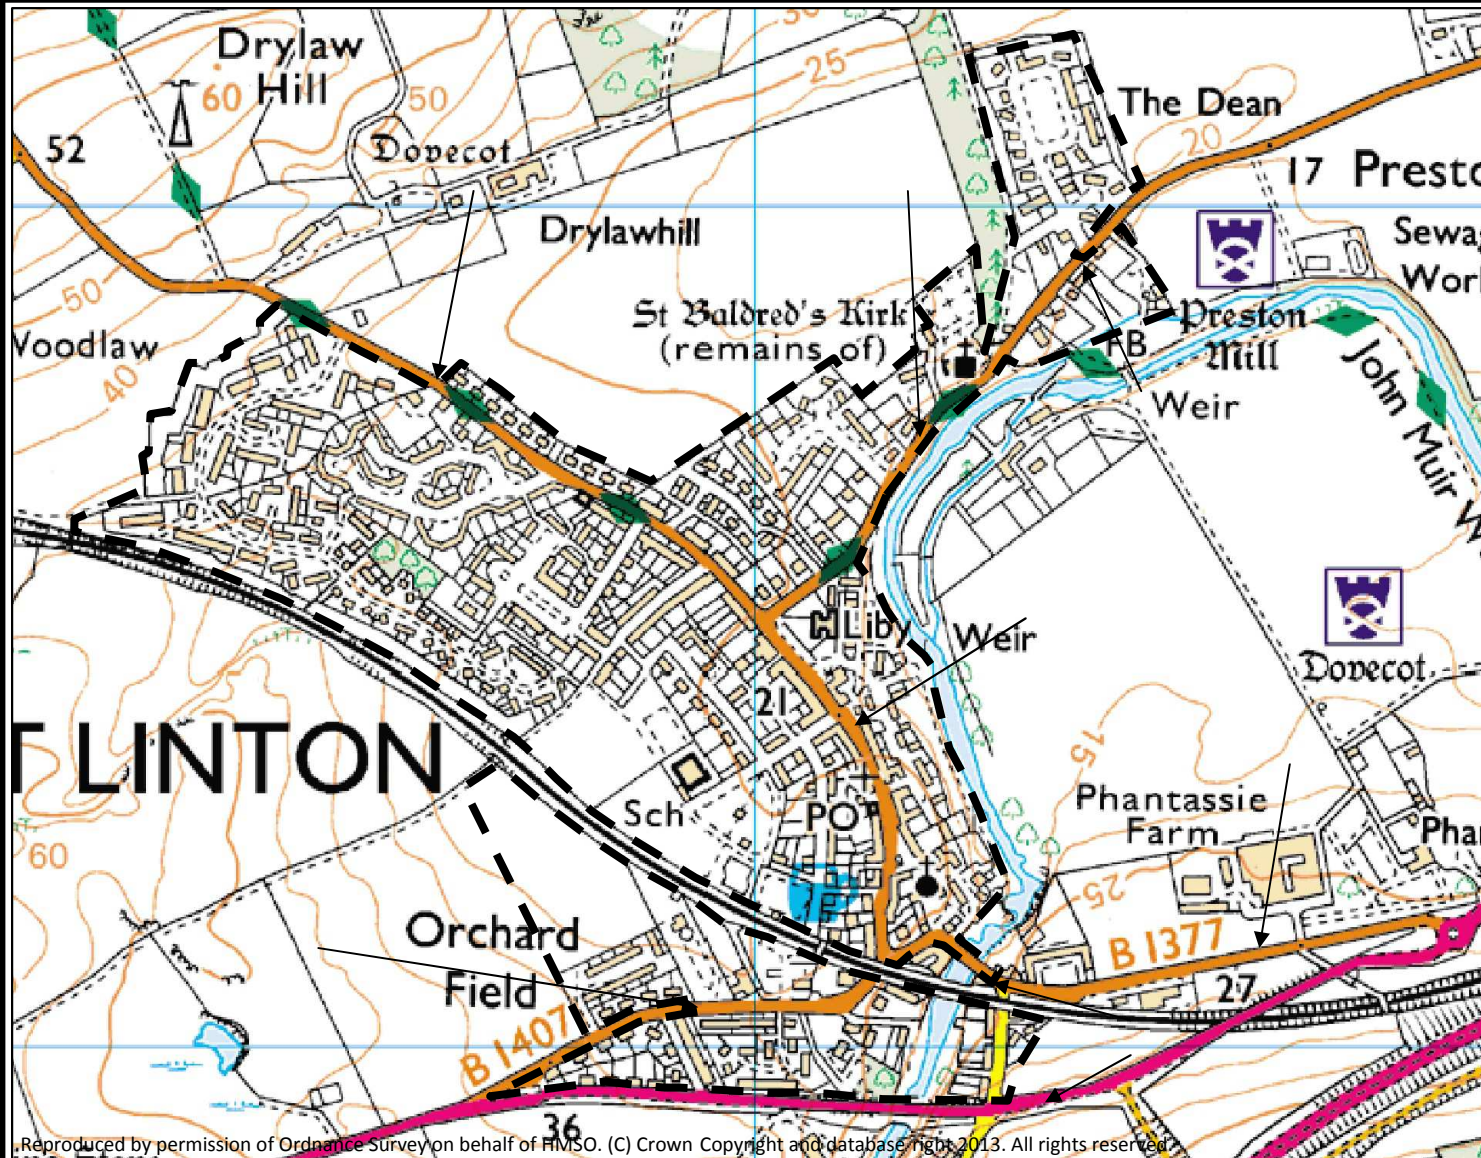 Drylaw
Hill
60
50
52
Dovecot
25
The Dean
20
17
Presto
Drylawhill
Sewa
Work
50
St Baldred's Kirk
(remains of)
Preston
Mill
FB
Woodlaw
40
Weir
John Muir W
Liby
Weir
Dovecot
21
T LINTON
15
Sch
PO
Phantassie
Farm
Phan
60
25
Orchard
Field
B 1377
27
B 1407
36
Reproduced by permission of Ordnance Survey on behalf of HMSO. (C) Crown Copyright and database right 2013. All rights reserved